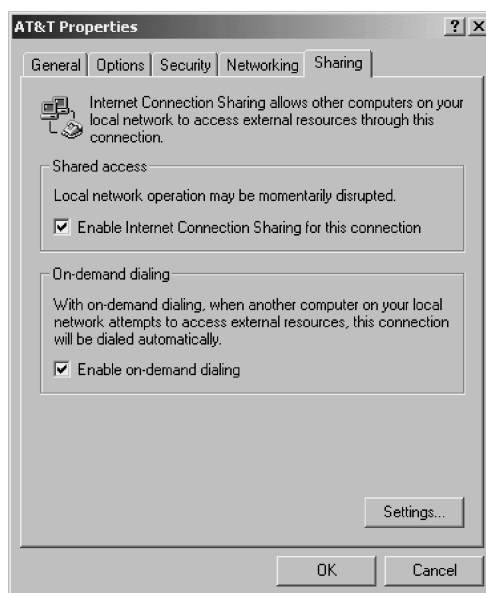 AT&T Properties
? X
General Options Security Networking Sharing
Internet Connection Sharing allows other computers on your
local network to access external resources through this
connection.
Shared access
Local network operation may be momentarily disrupted.
Enable Internet Connection Sharing for this connection
On-demand dialing
With on-demand dialing, when another computer on your local
network attempts to access external resources, this connection
will be dialed automatically.
Enable on-demand dialing
Settings...
OK Cancel